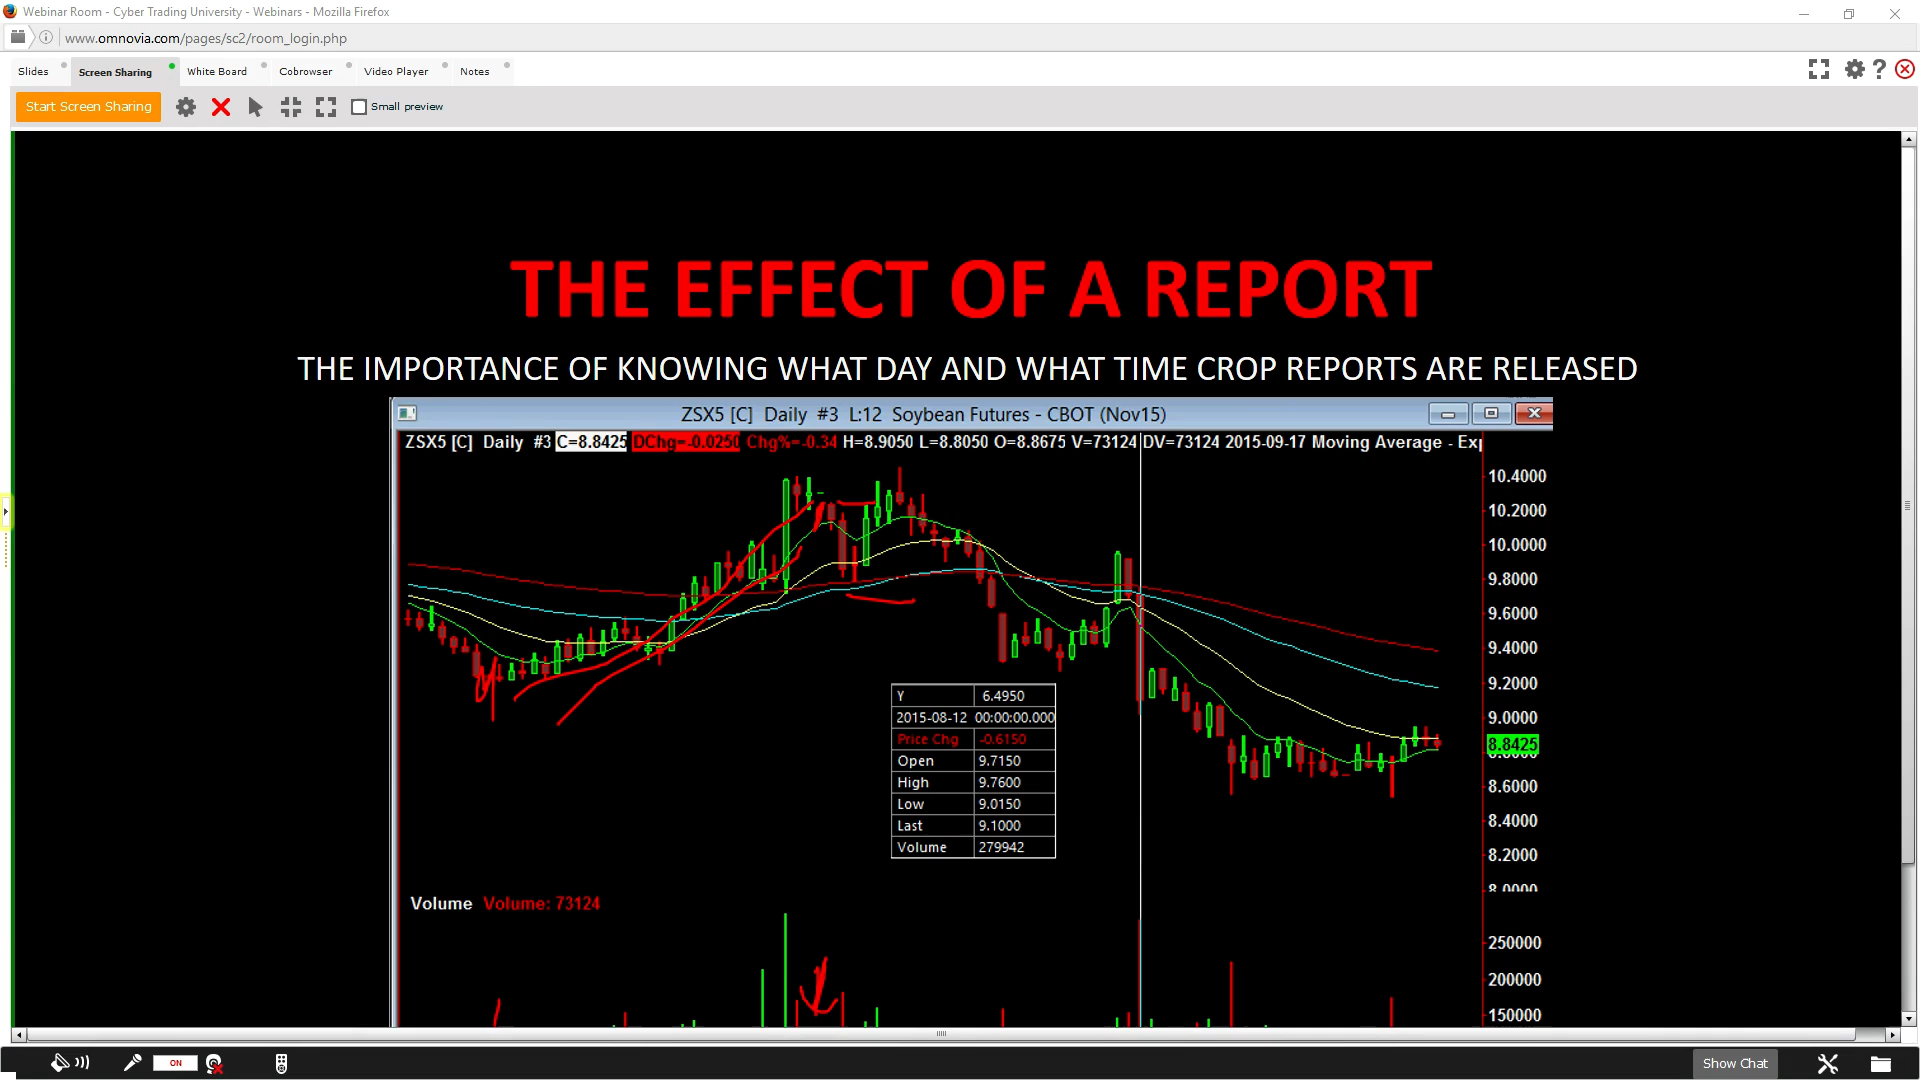 Webinar Room - Cyber Trading University - Webinars - Mozilla Firefox
www.omnovia.com/pages/sc2/room_login.php
Slides Screen Sharing White Board Cobrowser Video Player Notes
Start Screen Sharing Small preview
THE EFFECT OF A REPORT
THE IMPORTANCE OF KNOWING WHAT DAY AND WHAT TIME CROP REPORTS ARE RELEASED
ZSX5 [C] Daily #3 L:12 Soybean Futures - CBOT (Nov15)
ZSX5 [C] Daily #3 C=8.8425 DChg=-0.0250 Chg%=-0.34 H=8.9050 L=8.8050 O=8.8675 V=73124 DV=73124 2015-09-17 Moving Average - Exp
10.4000
10.2000
10.0000
9.8000
9.6000
9.4000
9.2000
9.0000
8.8425
8.6000
8.4000
8.2000
8.0000
Y 6.4950
2015-08-12 00:00:00.000
Price Chg -0.6150
Open 9.7150
High 9.7600
Low 9.0150
Last 9.1000
Volume 279942
Volume Volume: 73124
250000
200000
150000
ON
Show Chat